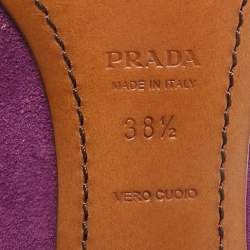 PRADA
MADE IN ITALY
38½
VERO CUOIO